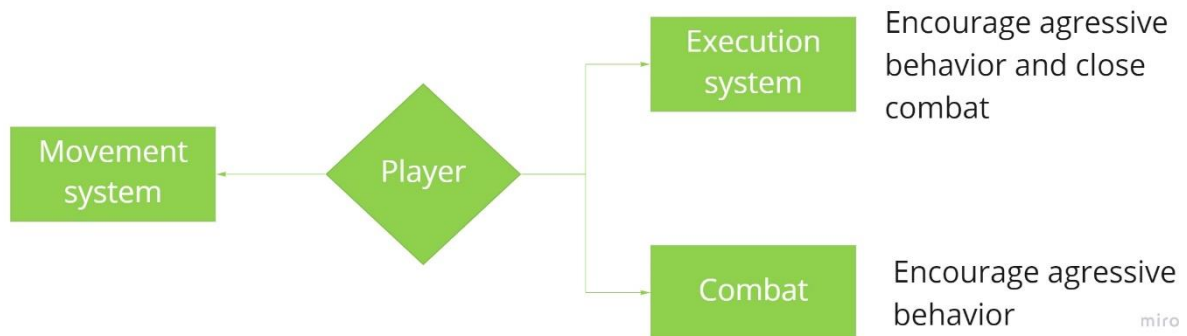 Movement
system
Player
Execution
system
Encourage agressive
behavior and close
combat
Combat
Encourage agressive
behavior
miro